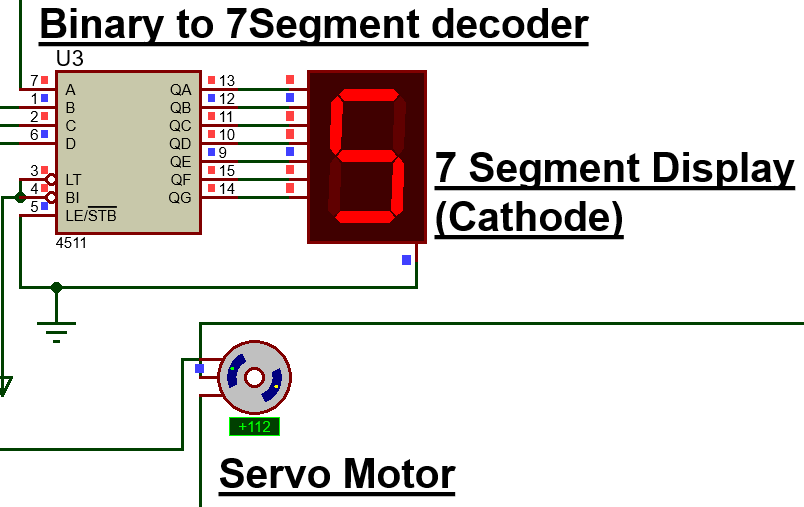 Binary to 7Segment decoder
U3
7 A QA 13
1 B QB 12
2 C QC 11
6 D QD 10
QE 9
3 LT QF 15
4 BI QG 14
5 LE/STB
4511
7 Segment Display
(Cathode)
+112
Servo Motor